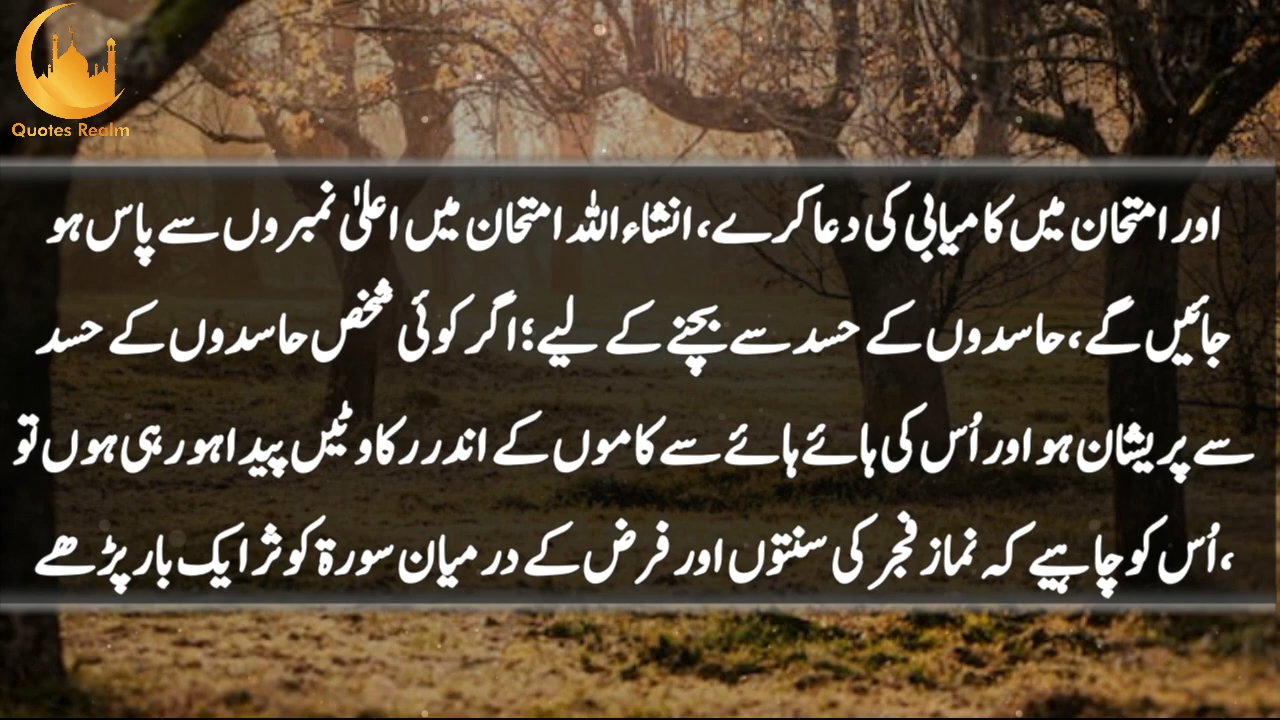 Quotes Realm
اور امتحان میں کامیابی کی دعا کرے، انشاء اللہ امتحان میں اعلیٰ نمبروں سے پاس ہو
جائیں گے، حاسدوں کے حسد سے بچنے کے لیے؛ اگر کوئی شخص حاسدوں کے حسد
سے پریشان ہو اور اُس کی ہائے ہائے سے کاموں کے اندر رکاوٹیں پیدا ہو رہی ہوں تو
،اُس کو چاہیے کہ نماز فجر کی سنتوں اور فرض کے درمیان سورۃ کوثر ایک بار پڑھے